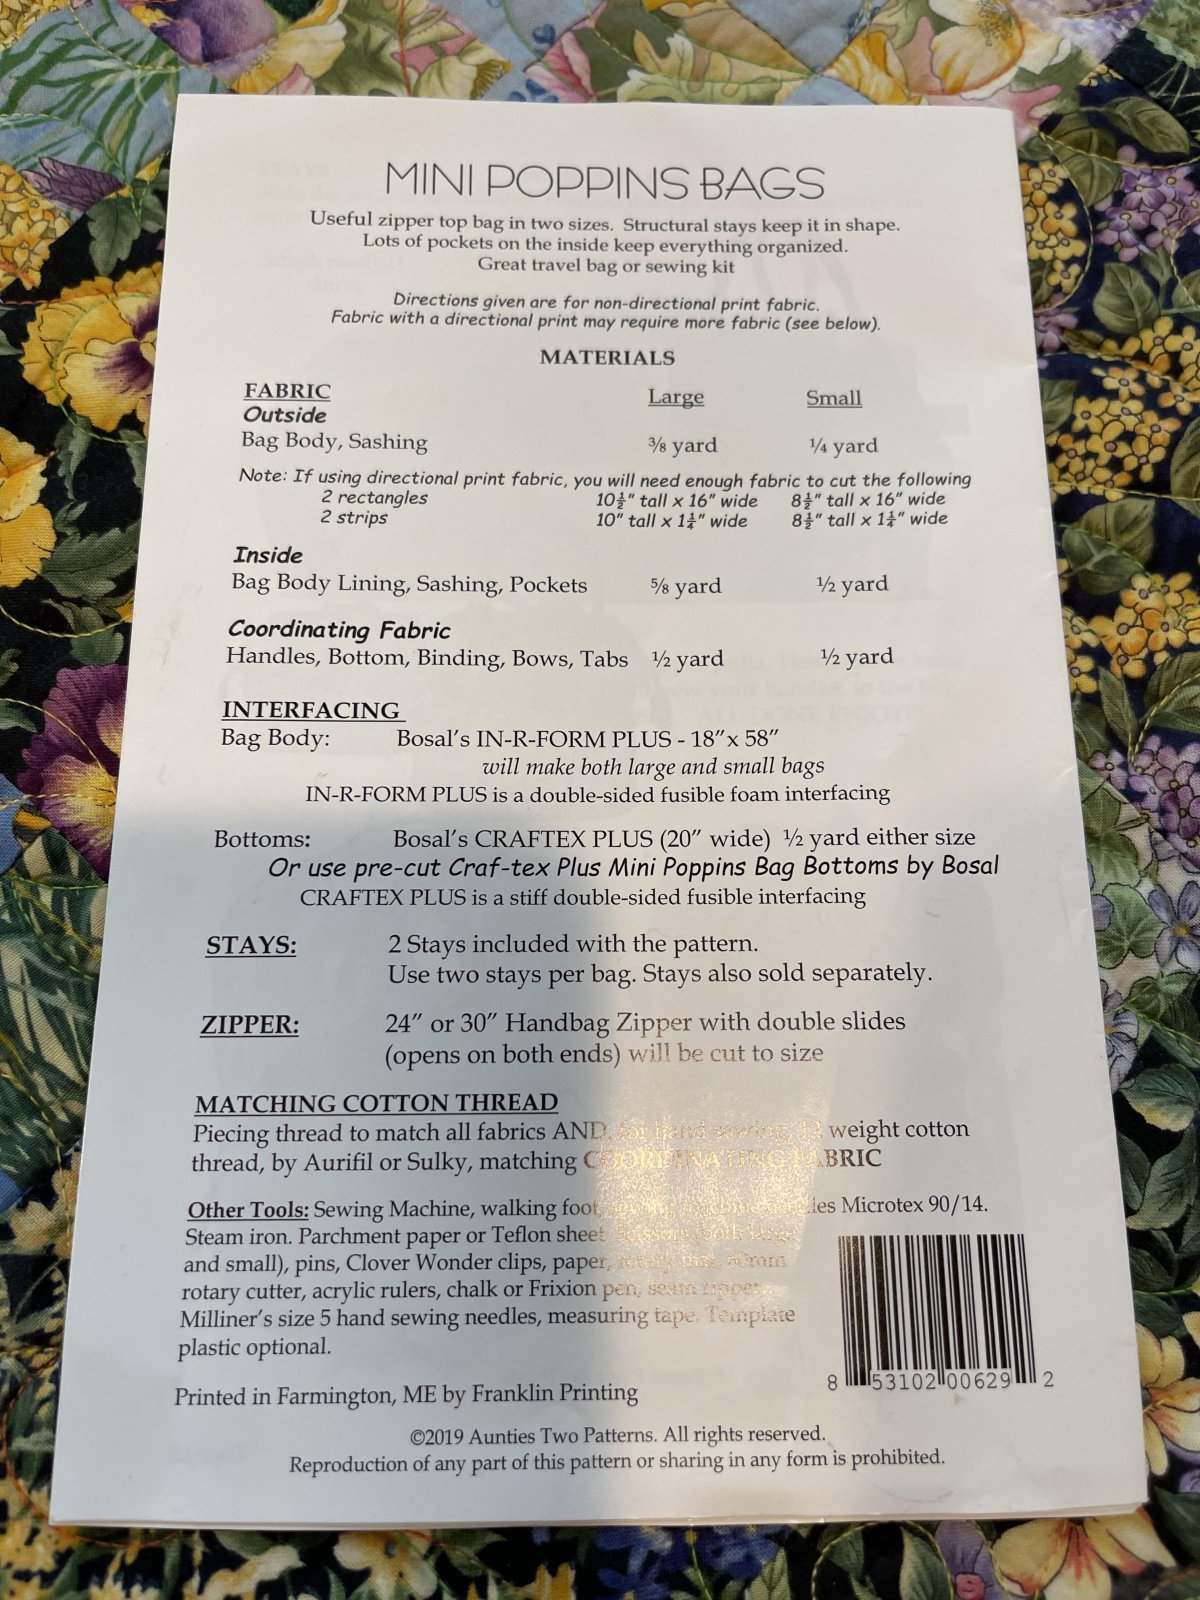 MINI POPPINS BAGS
Useful zipper top bag in two sizes. Structural stays keep it in shape.
Lots of pockets on the inside keep everything organized.
Great travel bag or sewing kit
Directions given are for non-directional print fabric.
Fabric with a directional print may require more fabric (see below).
MATERIALS
FABRIC Large Small
Outside
Bag Body, Sashing ⅜ yard ¼ yard
Note: If using directional print fabric, you will need enough fabric to cut the following
2 rectangles 10½" tall x 16" wide 8½" tall x 16" wide
2 strips 10" tall x 1¼" wide 8½" tall x 1¼" wide
Inside
Bag Body Lining, Sashing, Pockets ⅝ yard ½ yard
Coordinating Fabric
Handles, Bottom, Binding, Bows, Tabs ½ yard ½ yard
INTERFACING
Bag Body: Bosal's IN-R-FORM PLUS - 18"x 58"
will make both large and small bags
IN-R-FORM PLUS is a double-sided fusible foam interfacing
Bottoms: Bosal's CRAFTEX PLUS (20" wide) ½ yard either size
Or use pre-cut Craf-tex Plus Mini Poppins Bag Bottoms by Bosal
CRAFTEX PLUS is a stiff double-sided fusible interfacing
STAYS: 2 Stays included with the pattern.
Use two stays per bag. Stays also sold separately.
ZIPPER: 24" or 30" Handbag Zipper with double slides
(opens on both ends) will be cut to size
MATCHING COTTON THREAD
Piecing thread to match all fabrics AND, for hand sewing, weight cotton
thread, by Aurifil or Sulky, matching COORDINATING FABRIC
Other Tools: Sewing Machine, walking foot, Microtex 90/14.
Steam iron. Parchment paper or Teflon sheet, scissors (both large
and small), pins, Clover Wonder clips, paper, rotary mat,
rotary cutter, acrylic rulers, chalk or Frixion pen, seam ripper,
Milliner's size 5 hand sewing needles, measuring tape. Template
plastic optional.
8 53102 00629 2
Printed in Farmington, ME by Franklin Printing
©2019 Aunties Two Patterns. All rights reserved.
Reproduction of any part of this pattern or sharing in any form is prohibited.